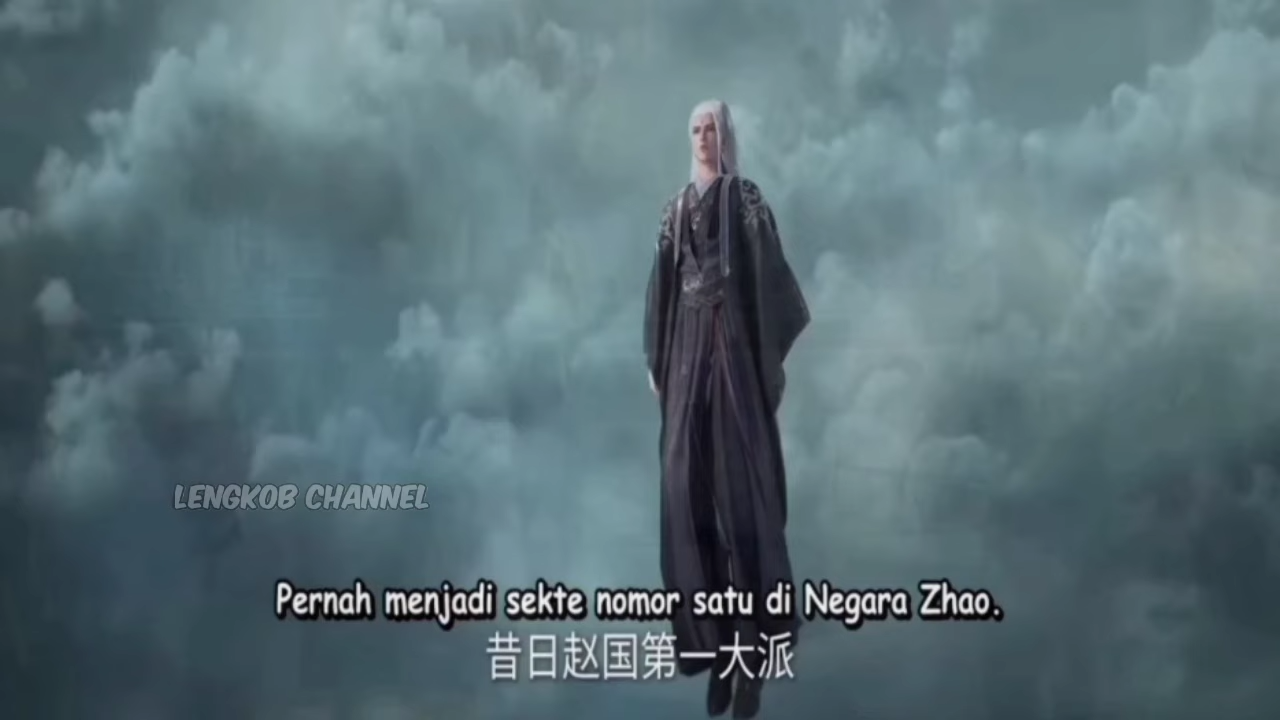 LENGKOB CHANNEL
Pernah menjadi sekte nomor satu di Negara Zhao.
昔日赵国第一大派